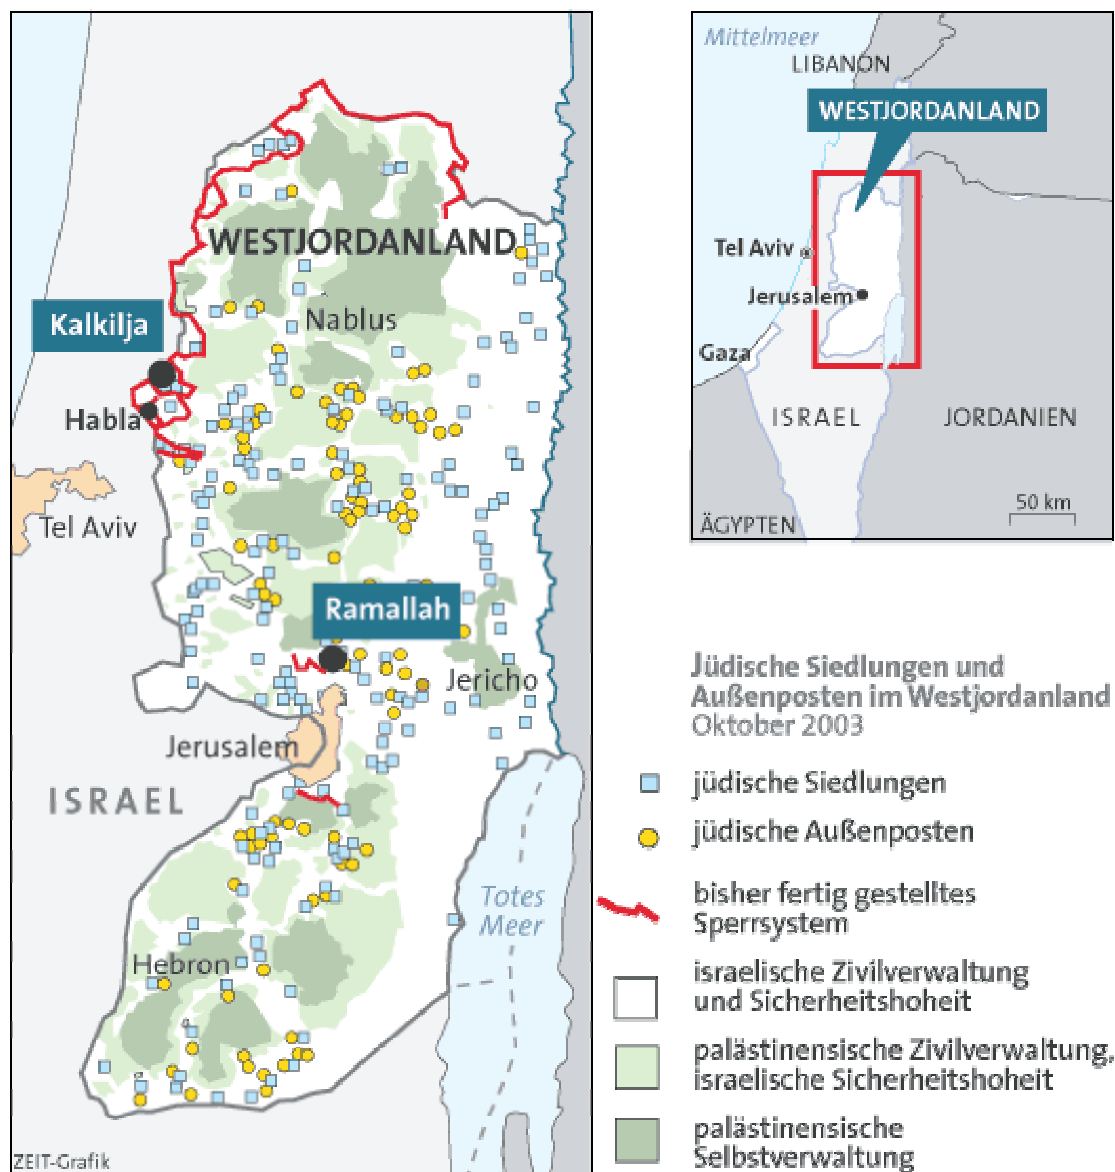 WESTJORDANLAND
Kalkilja
Nablus
Habla
Tel Aviv
Ramallah
Jericho
Jerusalem
ISRAEL
Totes
Meer
Hebron
ZEIT-Grafik
Mittelmeer
LIBANON
WESTJORDANLAND
Tel Aviv
Jerusalem
Gaza
ISRAEL
JORDANIEN
50 km
ÄGYPTEN
Jüdische Siedlungen und
Außenposten im Westjordanland
Oktober 2003
jüdische Siedlungen
jüdische Außenposten
bisher fertig gestelltes
Sperrsystem
israelische Zivilverwaltung
und Sicherheitshoheit
palästinensische Zivilverwaltung,
israelische Sicherheitshoheit
palästinensische
Selbstverwaltung